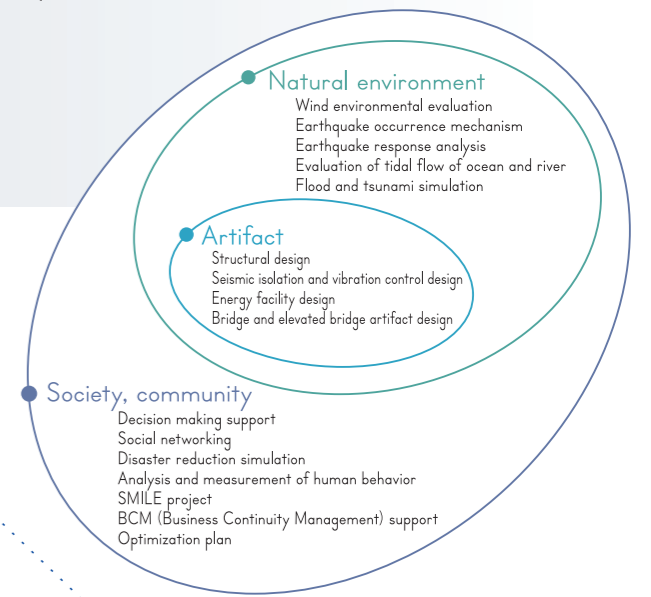 Natural environment
Wind environmental evaluation
Earthquake occurrence mechanism
Earthquake response analysis
Evaluation of tidal flow of ocean and river
Flood and tsunami simulation
Artifact
Structural design
Seismic isolation and vibration control design
Energy facility design
Bridge and elevated bridge artifact design
Society, community
Decision making support
Social networking
Disaster reduction simulation
Analysis and measurement of human behavior
SMILE project
BCM (Business Continuity Management) support
Optimization plan